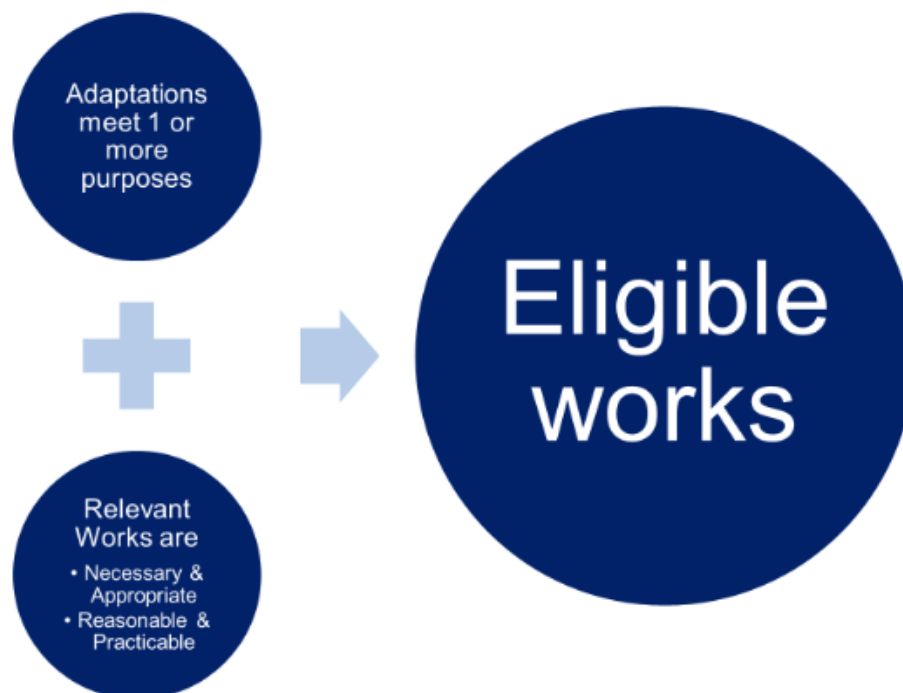 Adaptations
meet 1 or
more
purposes
Relevant
Works are
• Necessary &
Appropriate
• Reasonable &
Practicable
Eligible
works